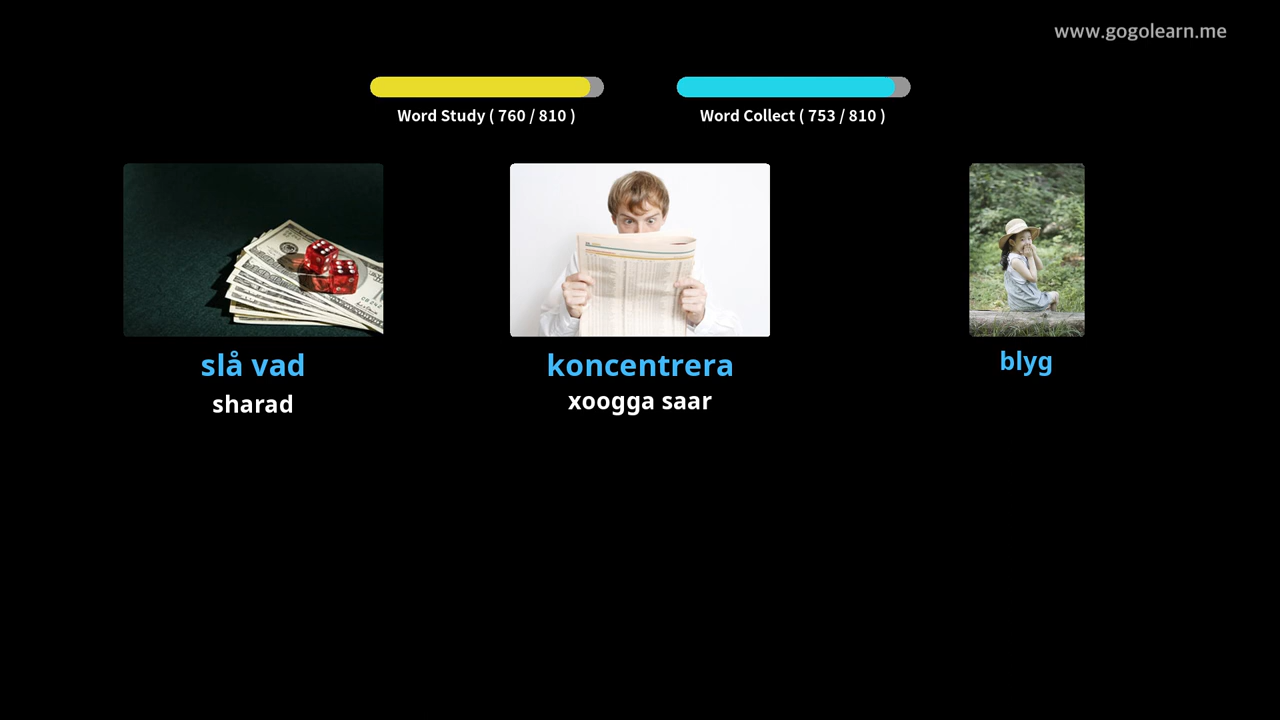 www.gogolearn.me
Word Study ( 760 / 810 )
Word Collect ( 753 / 810 )
slå vad
sharad
koncentrera
xoogga saar
blyg